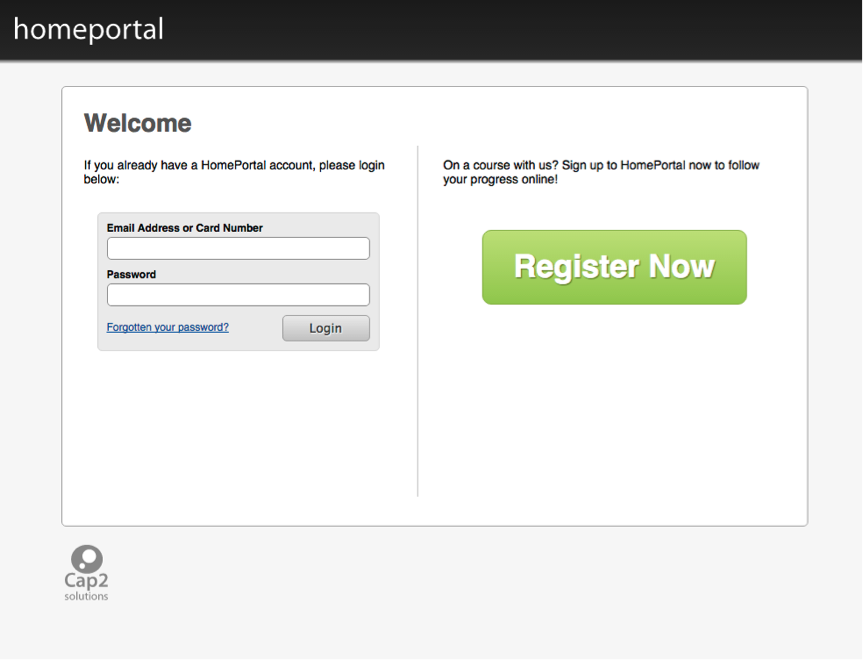 homeportal
Welcome
If you already have a HomePortal account, please login
below:
Email Address or Card Number
Password
Forgotten your password?
Login
On a course with us? Sign up to HomePortal now to follow
your progress online!
Register Now
Cap2
solutions